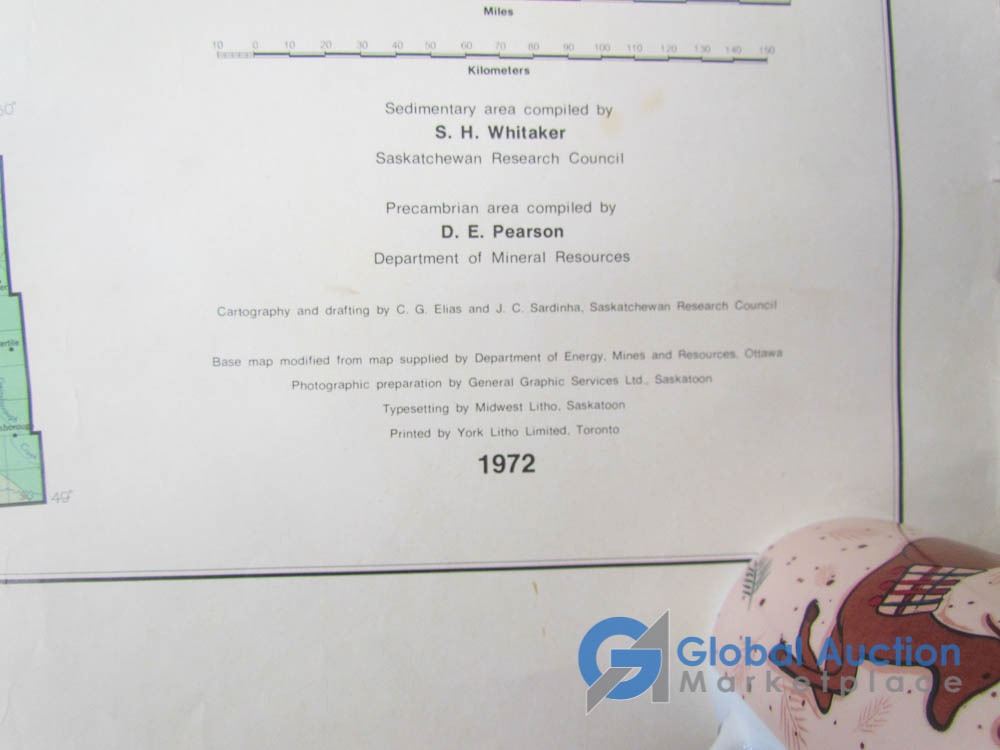 Miles
10 0 10 20 30 40 50 60 70 80 90 100 110 120 130 140 150
Kilometers
Sedimentary area compiled by
S. H. Whitaker
Saskatchewan Research Council
Precambrian area compiled by
D. E. Pearson
Department of Mineral Resources
Cartography and drafting by C. G. Elias and J. C. Sardinha, Saskatchewan Research Council
Base map modified from map supplied by Department of Energy, Mines and Resources, Ottawa
Photographic preparation by General Graphic Services Ltd., Saskatoon
Typesetting by Midwest Litho, Saskatoon
Printed by York Litho Limited, Toronto
1972
49°
Global Auction
Marketplace